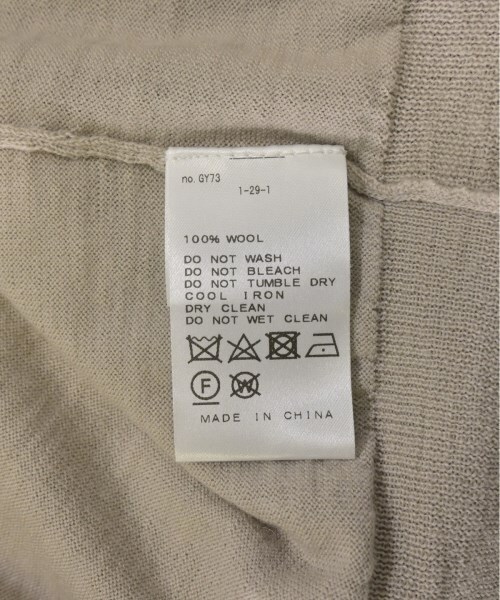 no. GY73
1-29-1
100% WOOL
DO NOT WASH
DO NOT BLEACH
DO NOT TUMBLE DRY
COOL IRON
DRY CLEAN
DO NOT WET CLEAN
F W
MADE IN CHINA